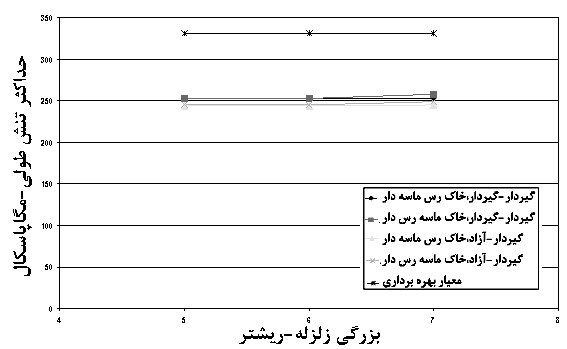 350
300
250
200
150
100
50
0
حداکثر تنش طولی-مگاپاسکال
گیردار-گیردار،خاک رس ماسه دار
گیردار-گیردار،خاک ماسه رس دار
گیردار-آزاد،خاک رس ماسه دار
گیردار-آزاد،خاک ماسه رس دار
معیار بهره برداری
4 5 6 7 8
بزرگی زلزله-ریشتر